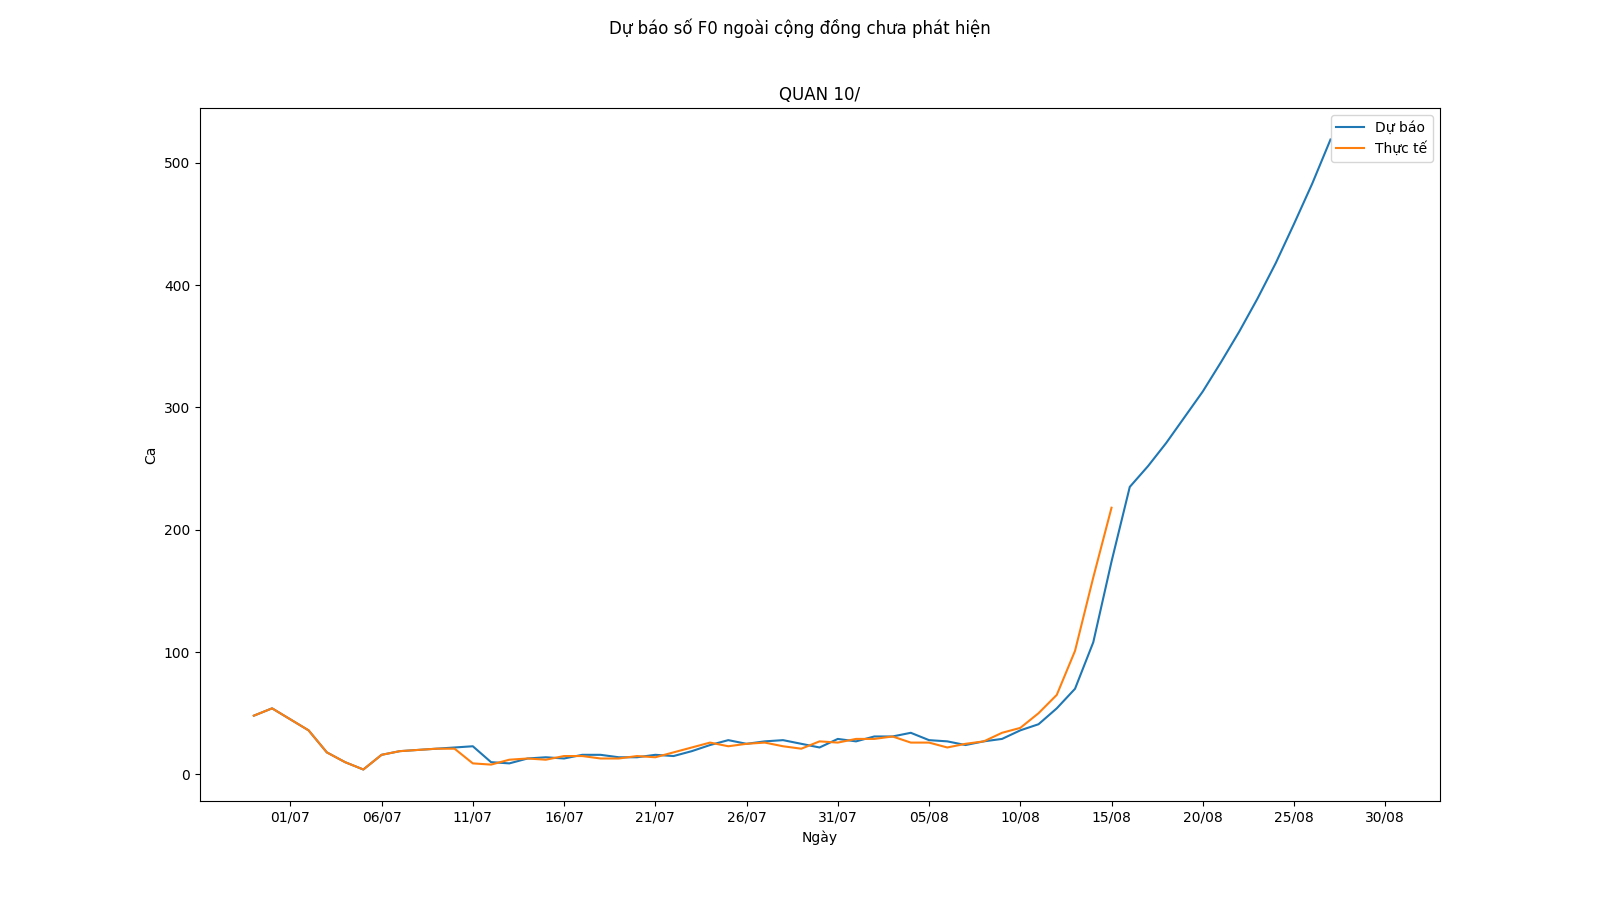 Dự báo số F0 ngoài cộng đồng chưa phát hiện
QUAN 10/
Dự báo
Thực tế
500
400
300
200
100
0
Ca
01/07 06/07 11/07 16/07 21/07 26/07 31/07 05/08 10/08 15/08 20/08 25/08 30/08
Ngày